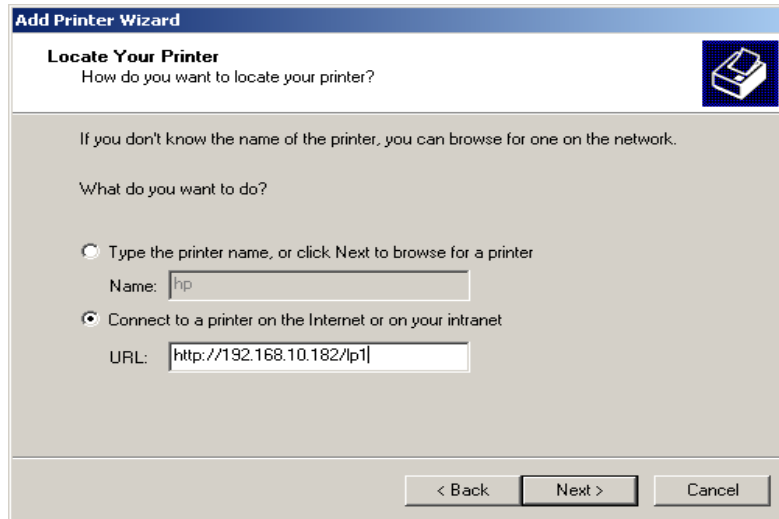 Add Printer Wizard
Locate Your Printer
How do you want to locate your printer?
If you don't know the name of the printer, you can browse for one on the network.
What do you want to do?
Type the printer name, or click Next to browse for a printer
Name: hp
Connect to a printer on the Internet or on your intranet
URL: http://192.168.10.182/lp1
< Back Next > Cancel